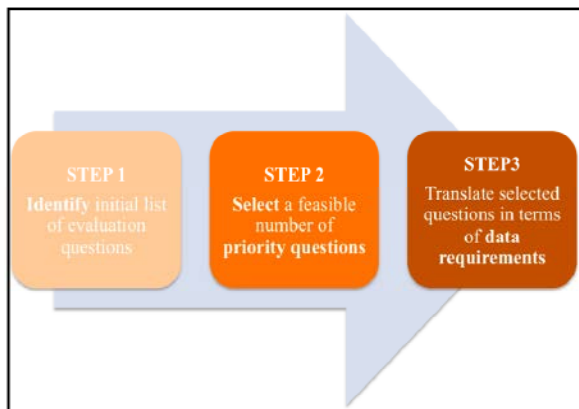 STEP 1
Identify initial list
of evaluation
questions
STEP 2
Select a feasible
number of
priority questions
STEP3
Translate selected
questions in terms
of data
requirements